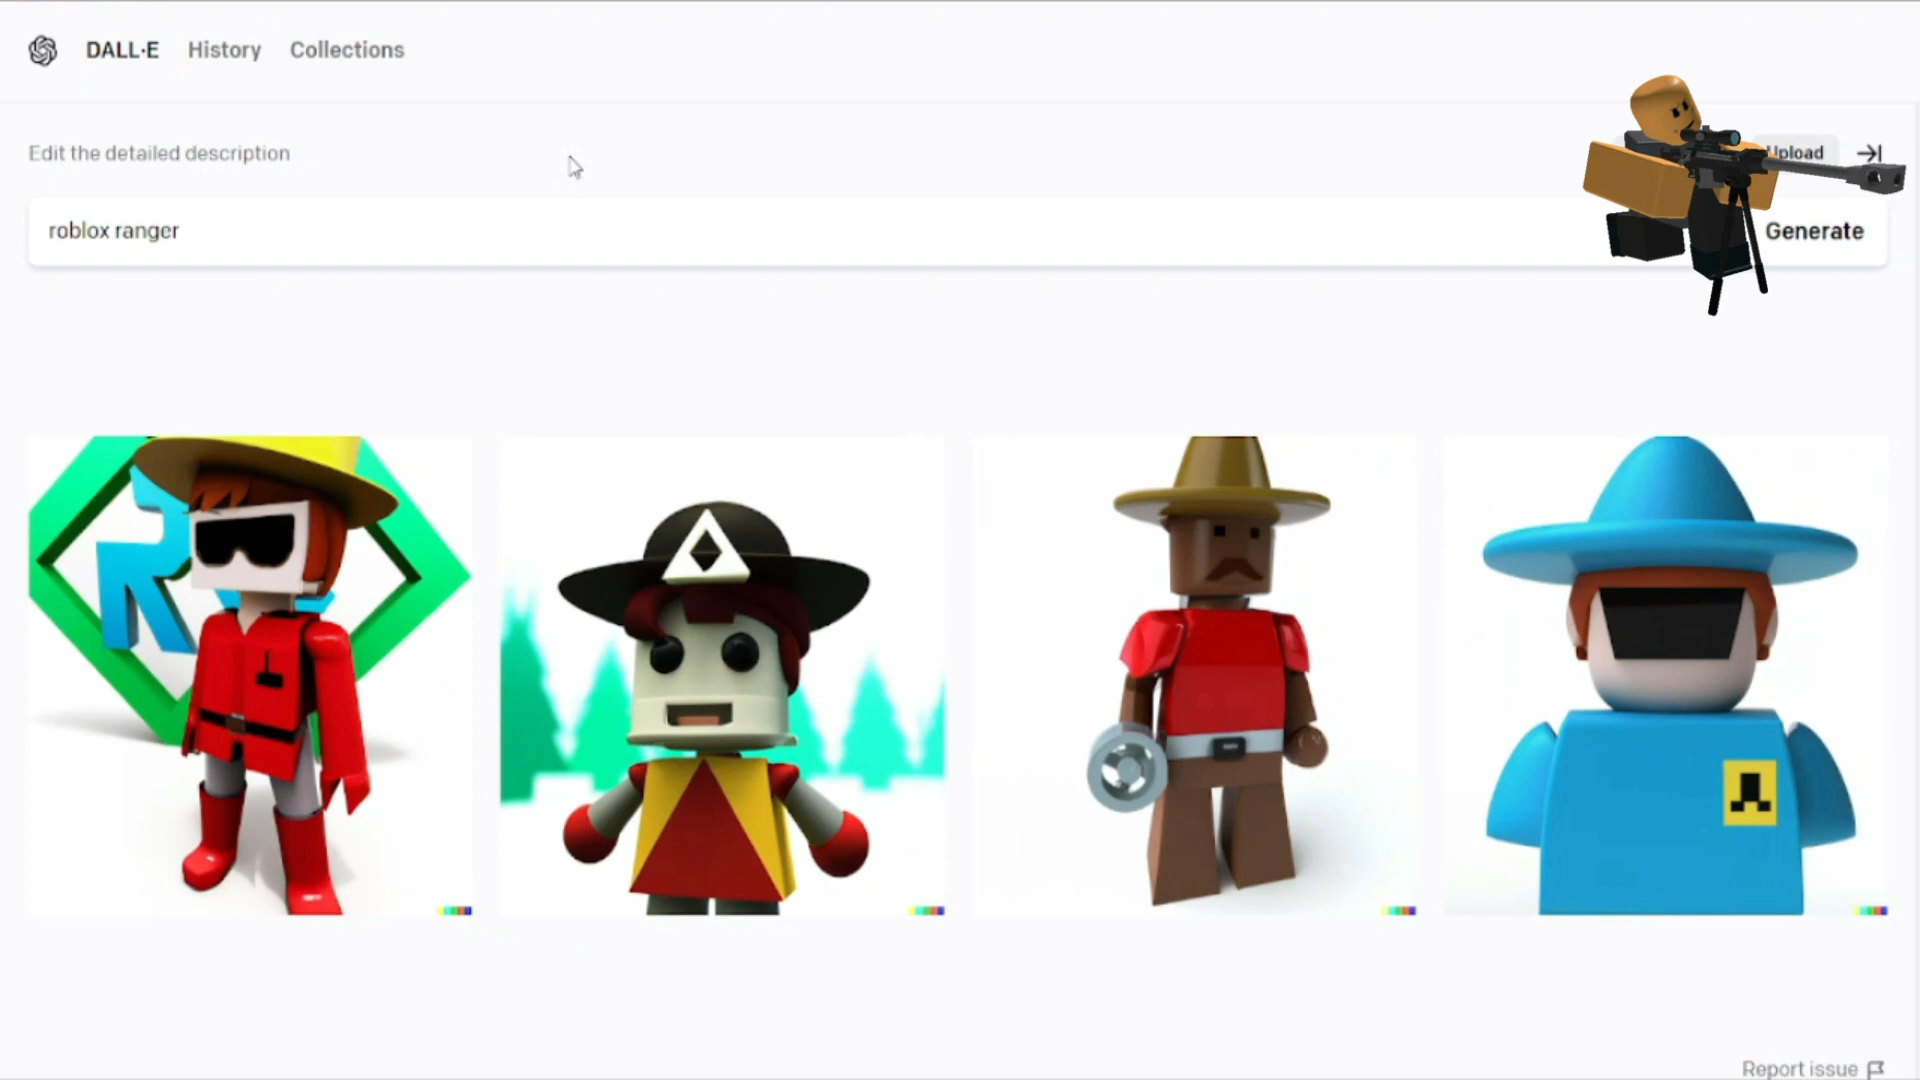 DALL·E History Collections
Edit the detailed description
Upload
roblox ranger
Generate
Report issue